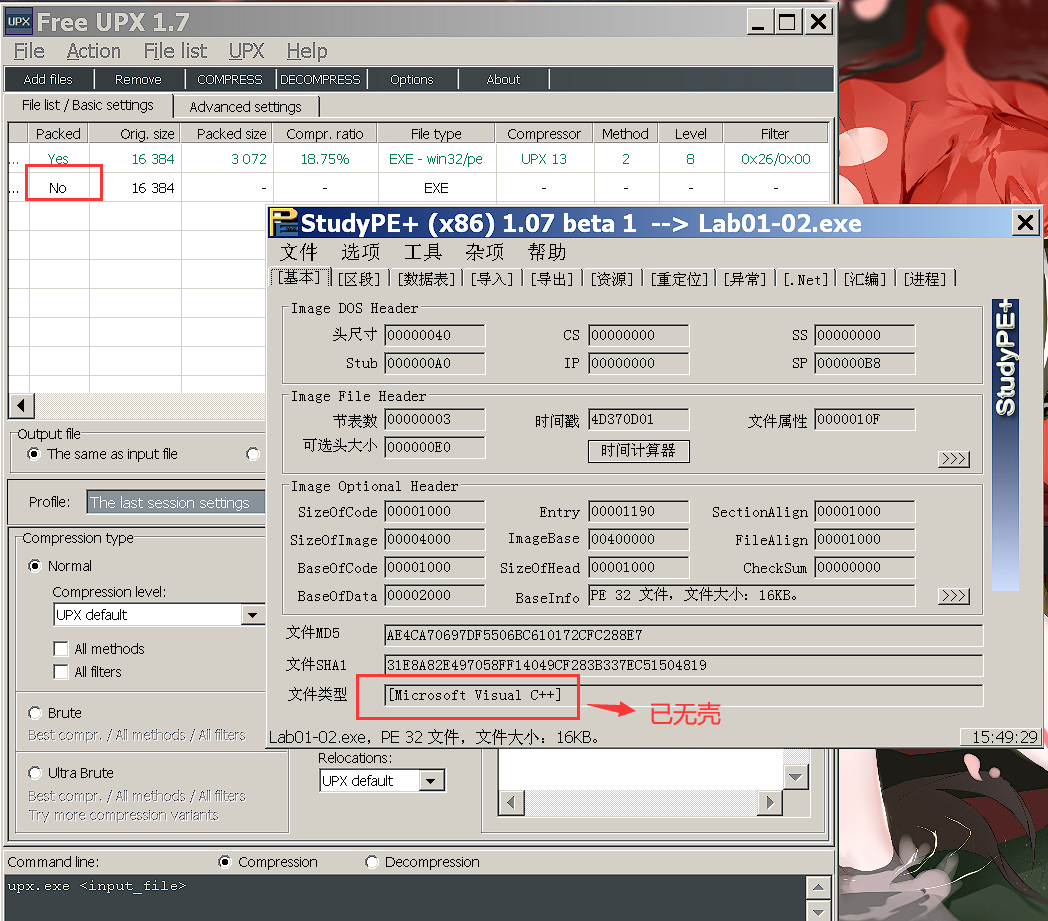 UPX Free UPX 1.7
File Action File list UPX Help
Add files Remove COMPRESS DECOMPRESS Options About
File list / Basic settings Advanced settings
Packed Orig. size Packed size Compr. ratio File type Compressor Method Level Filter
... Yes 16 384 3 072 18.75% EXE - win32/pe UPX 13 2 8 0x26/0x00
... No 16 384 - - EXE - - - -
StudyPE+ (x86) 1.07 beta 1 --> Lab01-02.exe
文件 选项 工具 杂项 帮助
[基本] [区段] [数据表] [导入] [导出] [资源] [重定位] [异常] [.Net] [汇编] [进程]
Image DOS Header
头尺寸 00000040 CS 00000000 SS 00000000
Stub 000000A0 IP 00000000 SP 000000B8
StudyPE+
Image File Header
节表数 00000003 时间戳 4D370D01 文件属性 0000010F
可选头大小 000000E0 时间计算器 >>>
Image Optional Header
SizeOfCode 00001000 Entry 00001190 SectionAlign 00001000
SizeOfImage 00004000 ImageBase 00400000 FileAlign 00001000
BaseOfCode 00001000 SizeOfHead 00001000 CheckSum 00000000
BaseOfData 00002000 BaseInfo PE 32 文件，文件大小：16KB。 >>>
文件MD5 AE4CA70697DF5506BC610172CFC288E7
文件SHA1 31E8A82E497058FF14049CF283B337EC51504819
文件类型 [Microsoft Visual C++]
已无壳
Lab01-02.exe，PE 32 文件，文件大小：16KB。 15:49:29
Output file
The same as input file
Profile: The last session settings
Compression type
Normal
Compression level:
UPX default
All methods
All filters
Brute
Best compr. / All methods / All filters
Ultra Brute
Best compr. / All methods / All filters
Try more compression variants
Relocations:
UPX default
Command line: Compression Decompression
upx.exe <input_file>